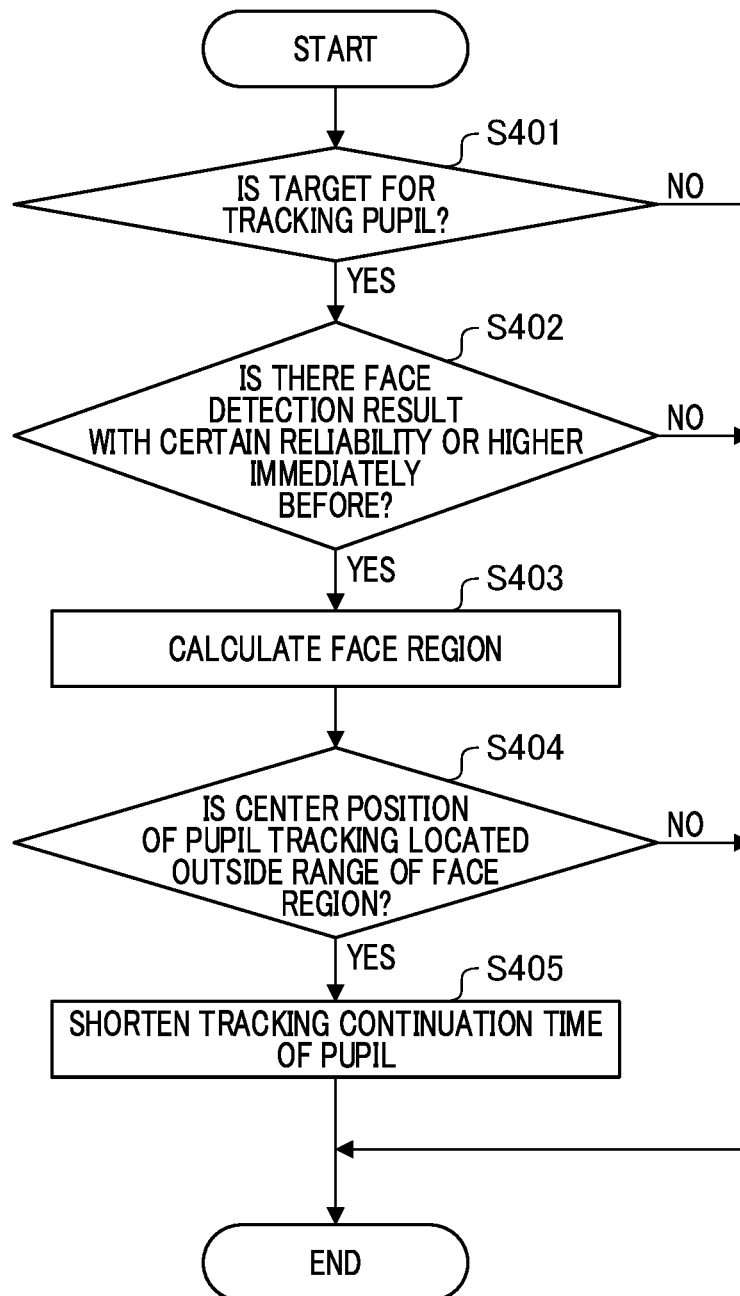 START
S401
IS TARGET FOR
TRACKING PUPIL?
NO
YES
S402
IS THERE FACE
DETECTION RESULT
WITH CERTAIN RELIABILITY OR HIGHER
IMMEDIATELY
BEFORE?
NO
YES
S403
CALCULATE FACE REGION
S404
IS CENTER POSITION
OF PUPIL TRACKING LOCATED
OUTSIDE RANGE OF FACE
REGION?
NO
YES
S405
SHORTEN TRACKING CONTINUATION TIME
OF PUPIL
END